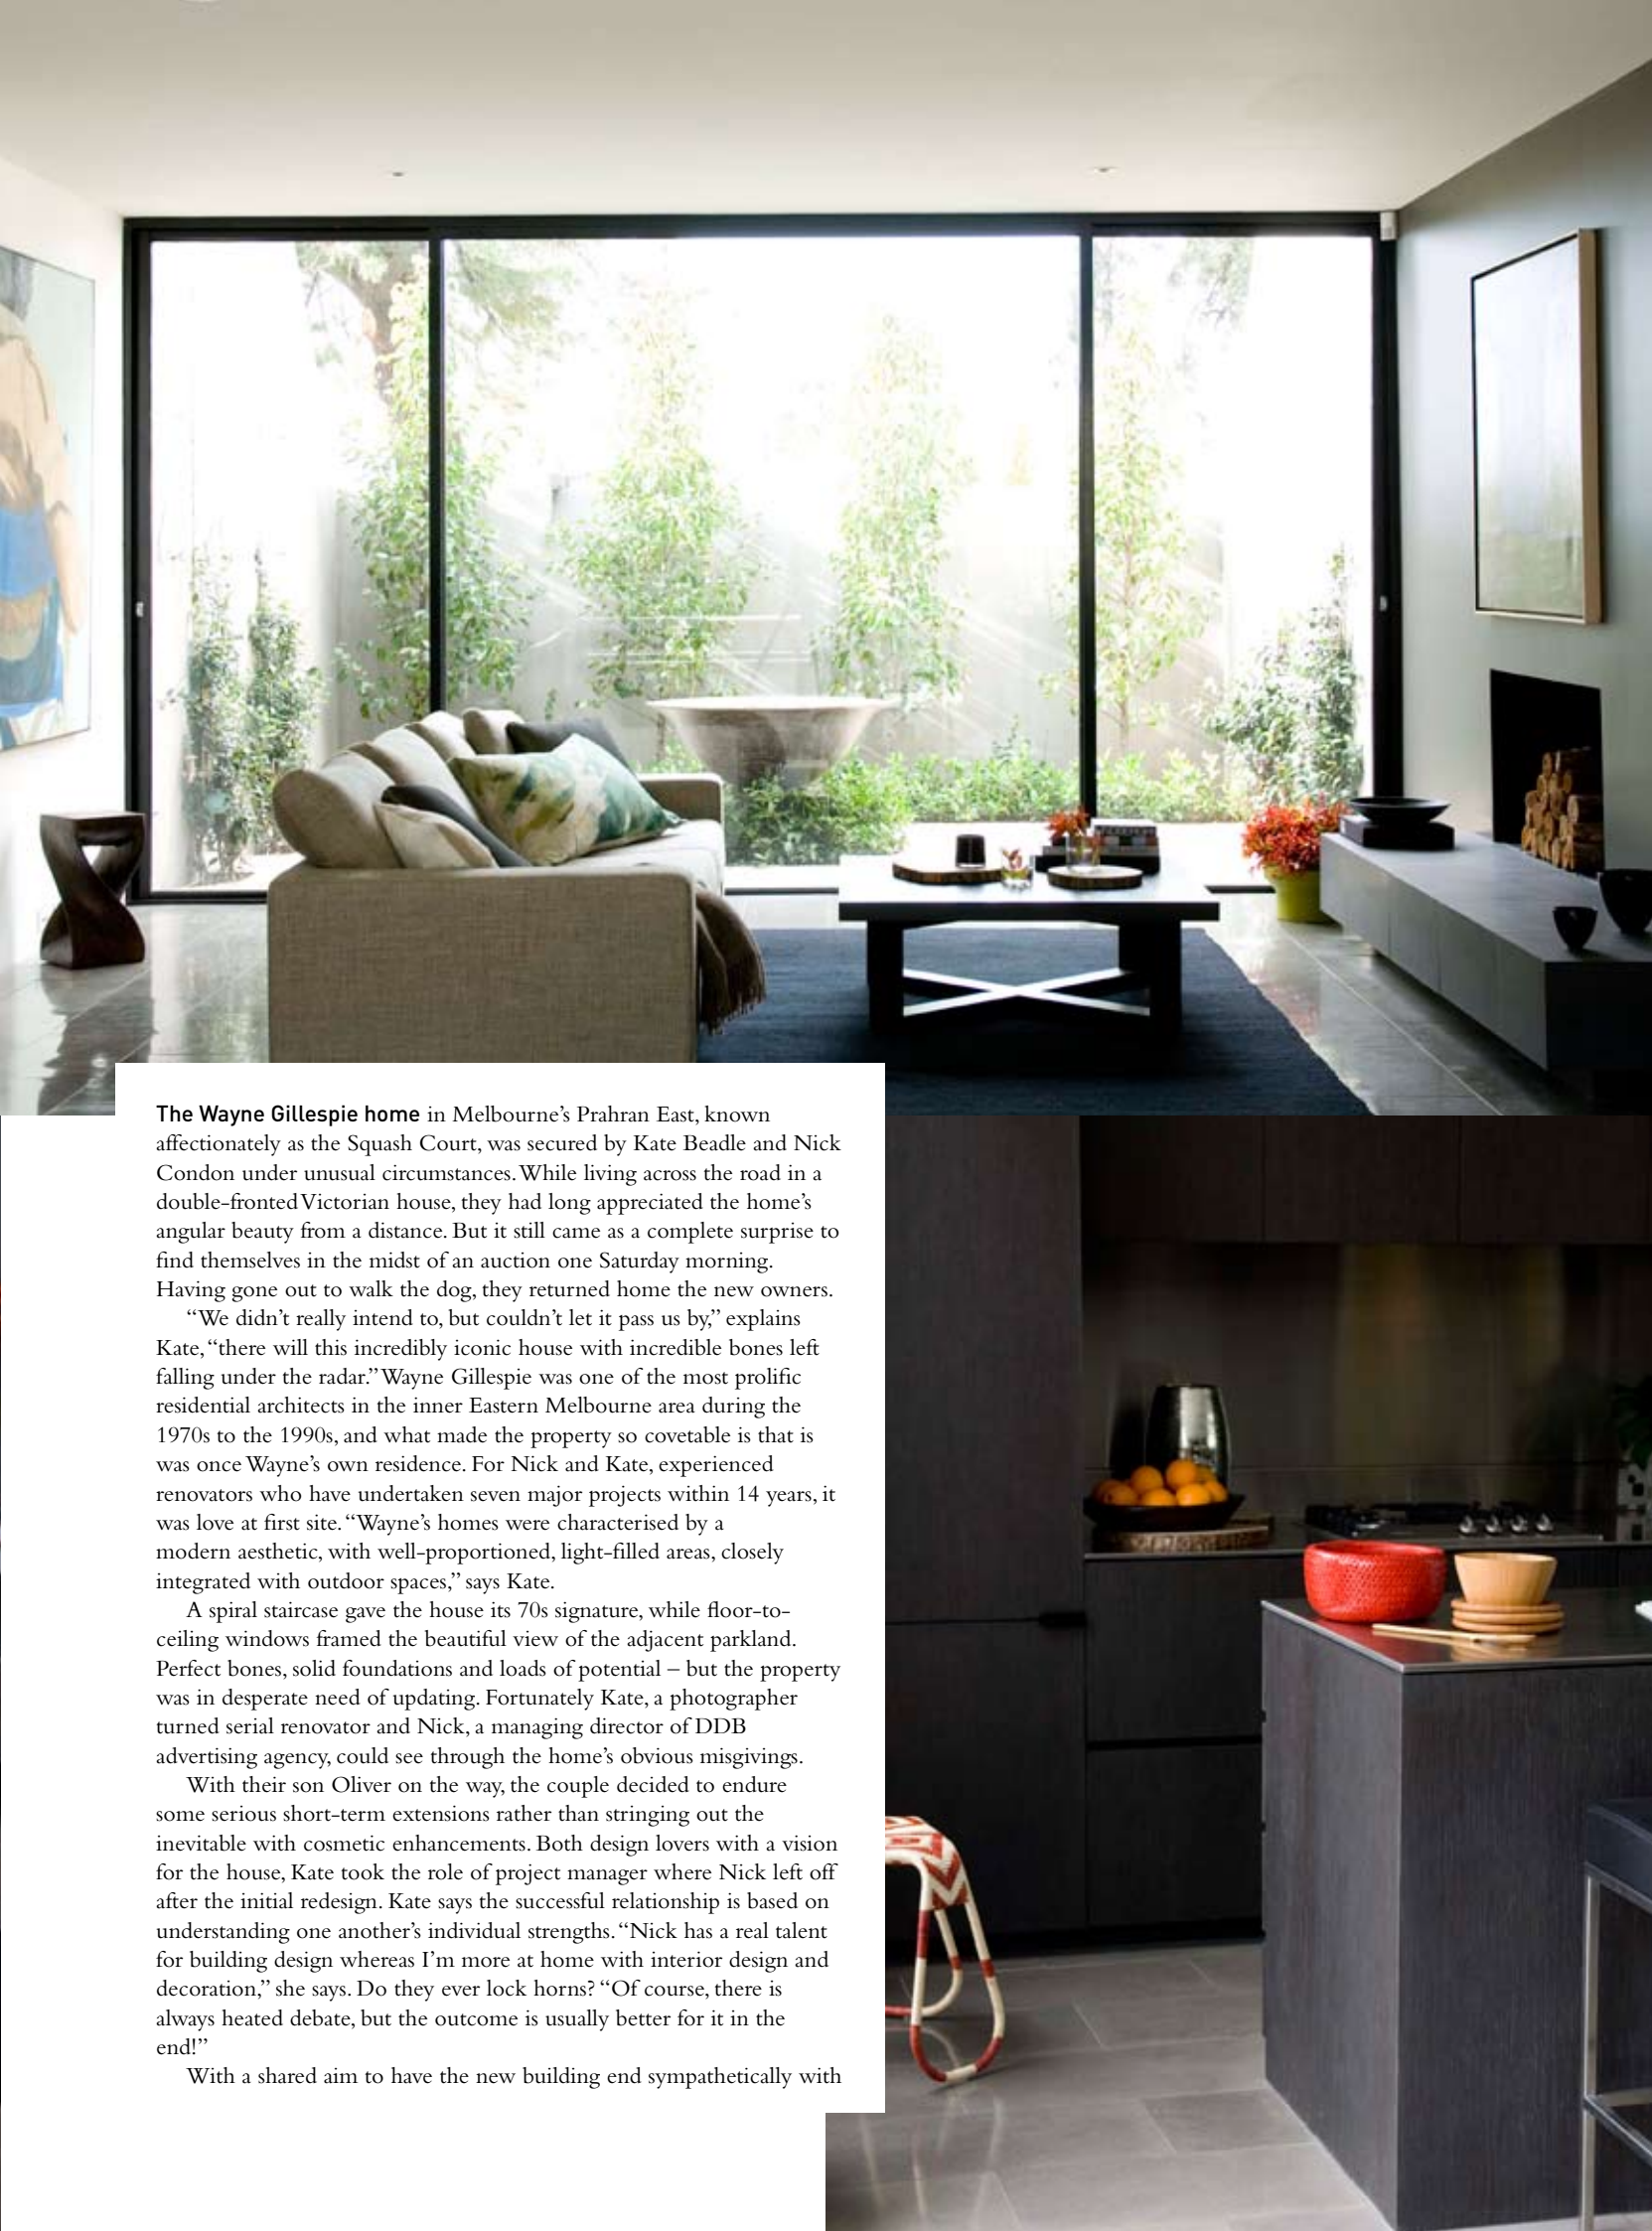 The Wayne Gillespie home in Melbourne’s Prahran East, known
affectionately as the Squash Court, was secured by Kate Beadle and Nick
Condon under unusual circumstances. While living across the road in a
double-fronted Victorian house, they had long appreciated the home’s
angular beauty from a distance. But it still came as a complete surprise to
find themselves in the midst of an auction one Saturday morning.
Having gone out to walk the dog, they returned home the new owners.
“We didn’t really intend to, but couldn’t let it pass us by,” explains
Kate, “there will this incredibly iconic house with incredible bones left
falling under the radar.” Wayne Gillespie was one of the most prolific
residential architects in the inner Eastern Melbourne area during the
1970s to the 1990s, and what made the property so covetable is that is
was once Wayne’s own residence. For Nick and Kate, experienced
renovators who have undertaken seven major projects within 14 years, it
was love at first site. “Wayne’s homes were characterised by a
modern aesthetic, with well-proportioned, light-filled areas, closely
integrated with outdoor spaces,” says Kate.
A spiral staircase gave the house its 70s signature, while floor-to-
ceiling windows framed the beautiful view of the adjacent parkland.
Perfect bones, solid foundations and loads of potential – but the property
was in desperate need of updating. Fortunately Kate, a photographer
turned serial renovator and Nick, a managing director of DDB
advertising agency, could see through the home’s obvious misgivings.
With their son Oliver on the way, the couple decided to endure
some serious short-term extensions rather than stringing out the
inevitable with cosmetic enhancements. Both design lovers with a vision
for the house, Kate took the role of project manager where Nick left off
after the initial redesign. Kate says the successful relationship is based on
understanding one another’s individual strengths. “Nick has a real talent
for building design whereas I’m more at home with interior design and
decoration,” she says. Do they ever lock horns? “Of course, there is
always heated debate, but the outcome is usually better for it in the
end!”
With a shared aim to have the new building end sympathetically with